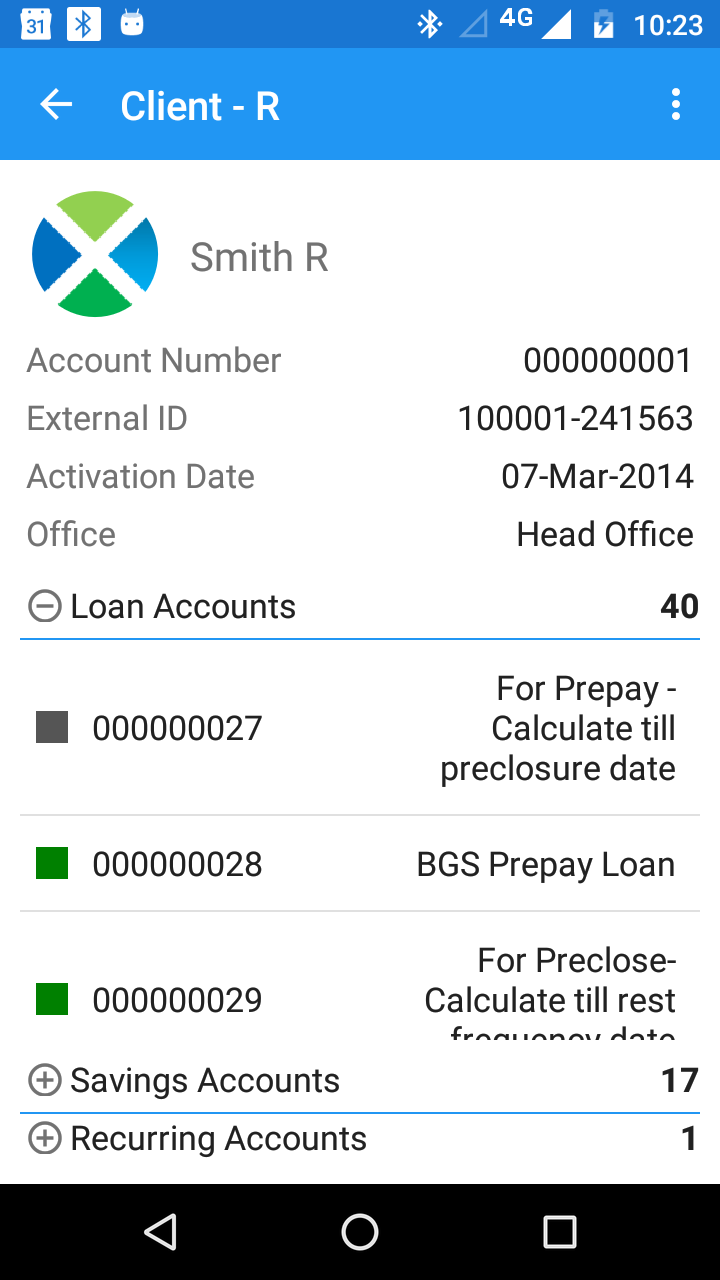 31 4G 10:23
Client - R
Smith R
Account Number 000000001
External ID 100001-241563
Activation Date 07-Mar-2014
Office Head Office
Loan Accounts 40
For Prepay -
000000027 Calculate till
preclosure date
000000028 BGS Prepay Loan
For Preclose-
000000029 Calculate till rest
frequency date
Savings Accounts 17
Recurring Accounts 1